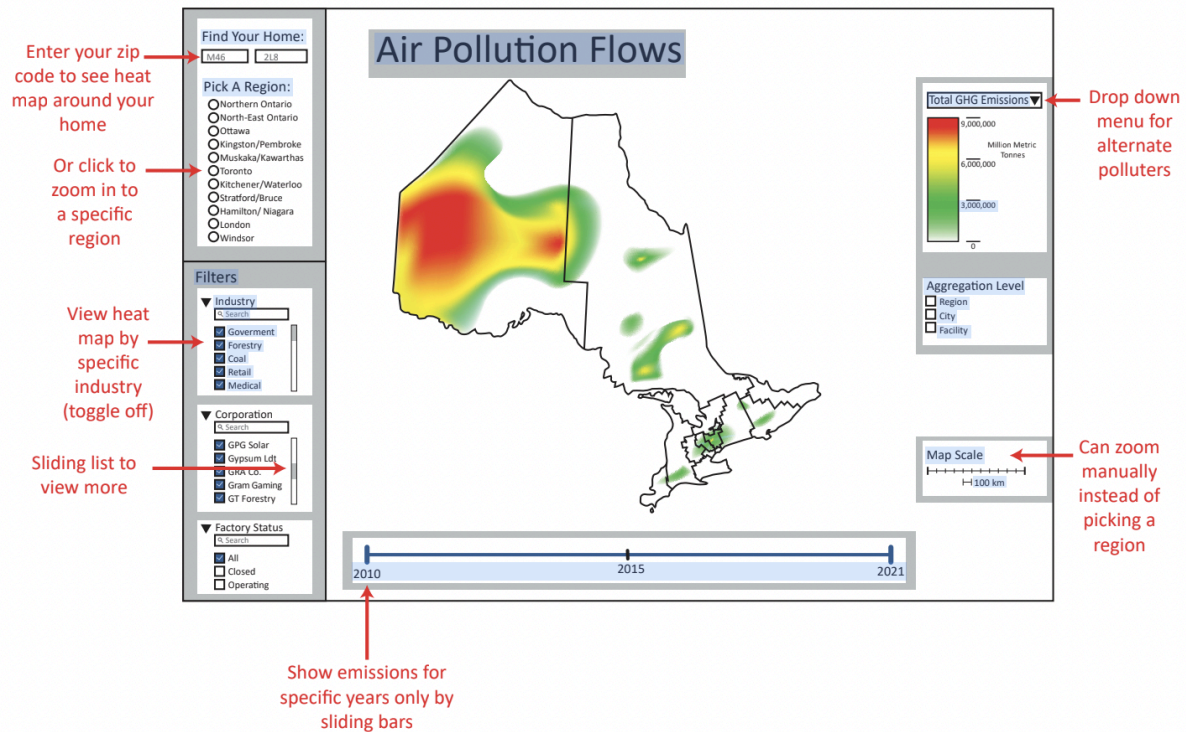 Air Pollution Flows
Enter your zip
code to see heat
map around your
home
Or click to
zoom in to
a specific
region
View heat
map by
specific
industry
(toggle off)
Sliding list to
view more
Find Your Home:
M46 2L8
Pick A Region:
Northern Ontario
North-East Ontario
Ottawa
Kingston/Pembroke
Muskaka/Kawarthas
Toronto
Kitchener/Waterloo
Stratford/Bruce
Hamilton/ Niagara
London
Windsor
Filters
Industry
Search
Goverment
Forestry
Coal
Retail
Medical
Corporation
Search
GPG Solar
Gypsum Ldt
GRA Co.
Gram Gaming
GT Forestry
Factory Status
Search
All
Closed
Operating
2010 2015 2021
Show emissions for
specific years only by
sliding bars
Total GHG Emissions
9,000,000
Million Metric
Tonnes
6,000,000
3,000,000
0
Aggregation Level
Region
City
Facility
Map Scale
100 km
Drop down
menu for
alternate
polluters
Can zoom
manually
instead of
picking a
region